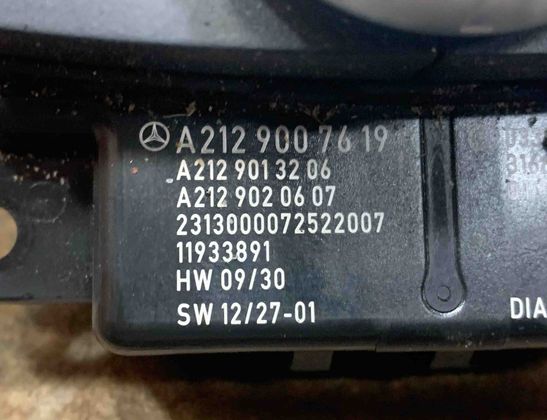 A212 900 76 19
A212 901 32 06
A212 902 06 07
2313000072522007
11933891
HW 09/30
SW 12/27-01
DIA